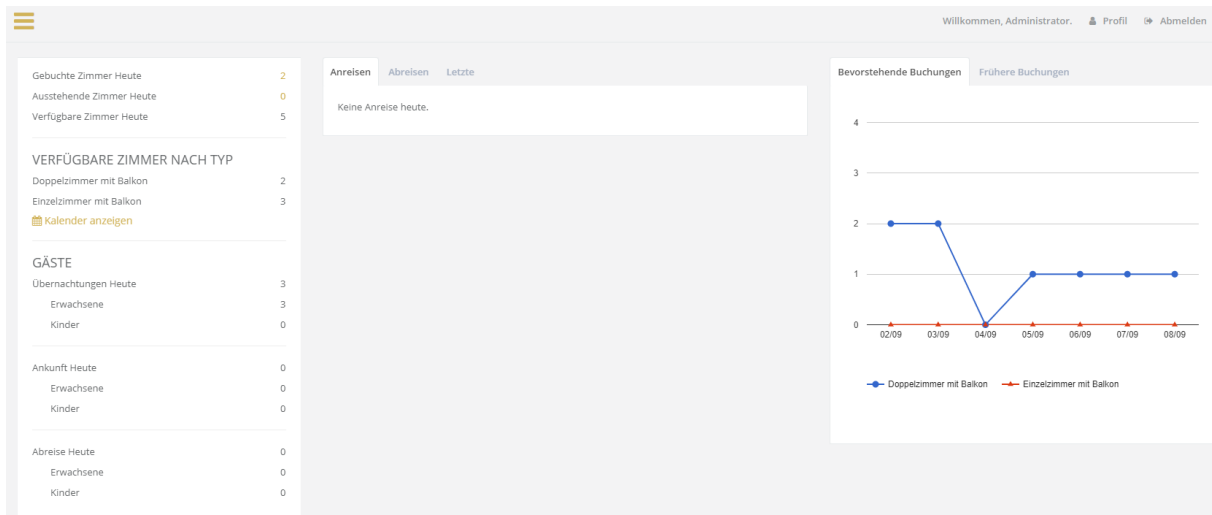 Willkommen, Administrator. Profil Abmelden
Gebuchte Zimmer Heute 2
Ausstehende Zimmer Heute 0
Verfügbare Zimmer Heute 5
VERFÜGBARE ZIMMER NACH TYP
Doppelzimmer mit Balkon 2
Einzelzimmer mit Balkon 3
Kalender anzeigen
GÄSTE
Übernachtungen Heute 3
Erwachsene 3
Kinder 0
Ankunft Heute 0
Erwachsene 0
Kinder 0
Abreise Heute 0
Erwachsene 0
Kinder 0
Anreisen Abreisen Letzte
Keine Anreise heute.
Bevorstehende Buchungen Frühere Buchungen
4
3
2
1
0
02/09 03/09 04/09 05/09 06/09 07/09 08/09
Doppelzimmer mit Balkon Einzelzimmer mit Balkon